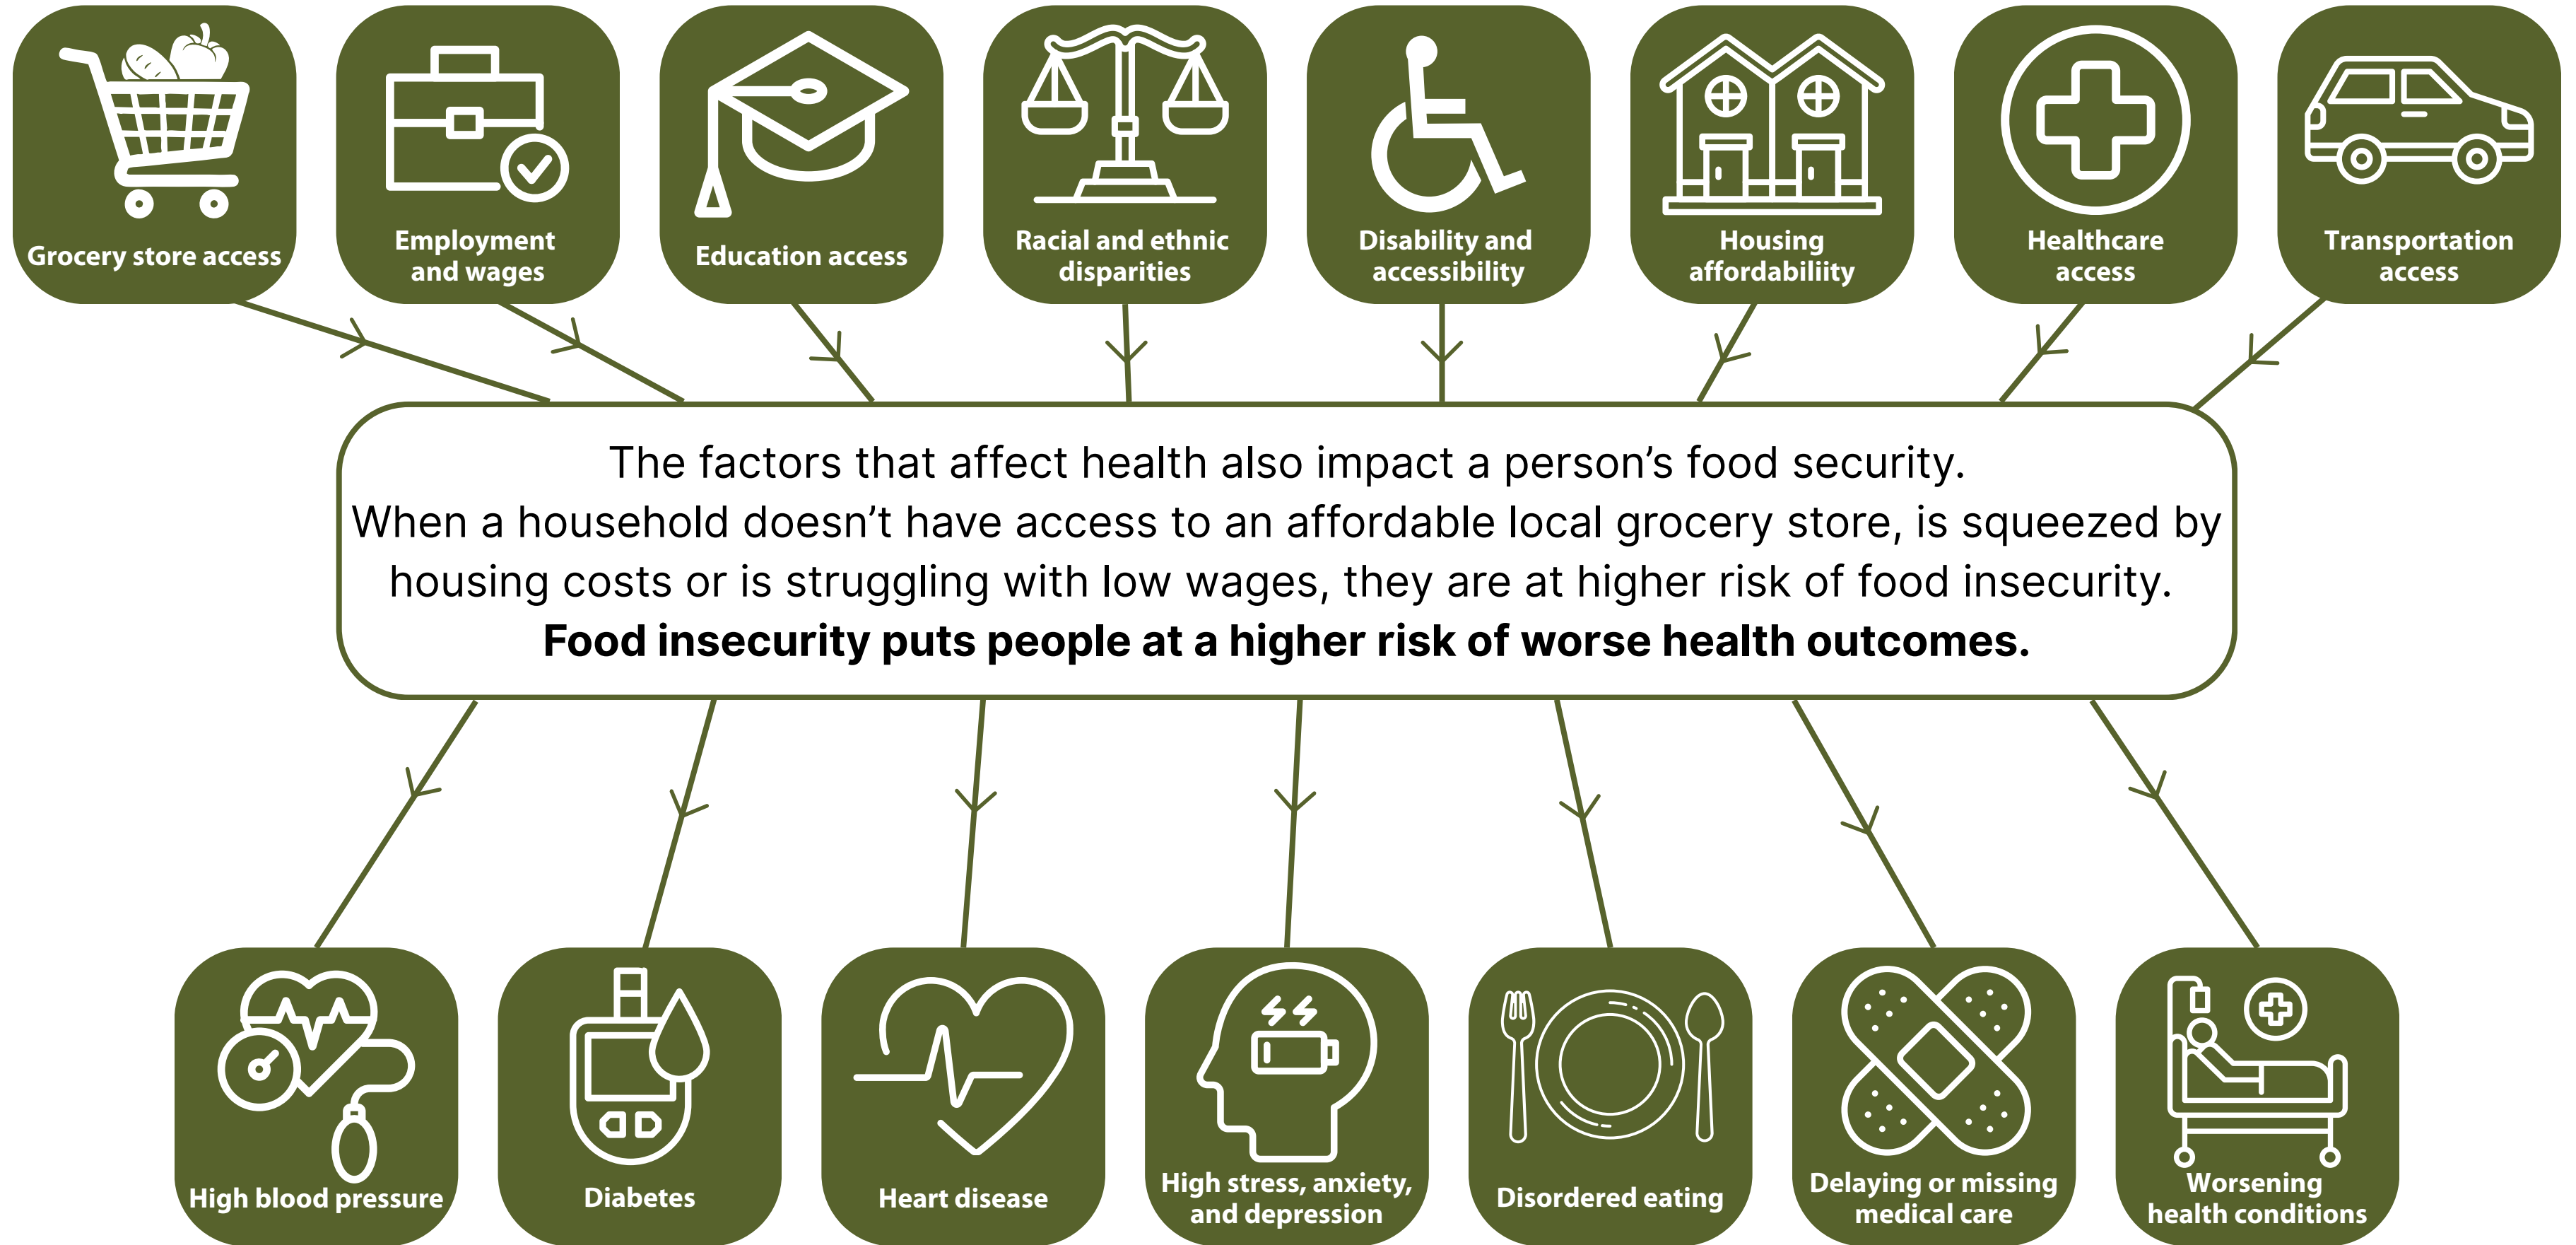 Grocery store access
Employment
and wages
Education access
Racial and ethnic
disparities
Disability and
accessibility
Housing
affordabiliity
Healthcare
access
Transportation
access
The factors that affect health also impact a person’s food security.
When a household doesn’t have access to an affordable local grocery store, is squeezed by
housing costs or is struggling with low wages, they are at higher risk of food insecurity.
Food insecurity puts people at a higher risk of worse health outcomes.
High blood pressure
Diabetes
Heart disease
High stress, anxiety,
and depression
Disordered eating
Delaying or missing
medical care
Worsening
health conditions